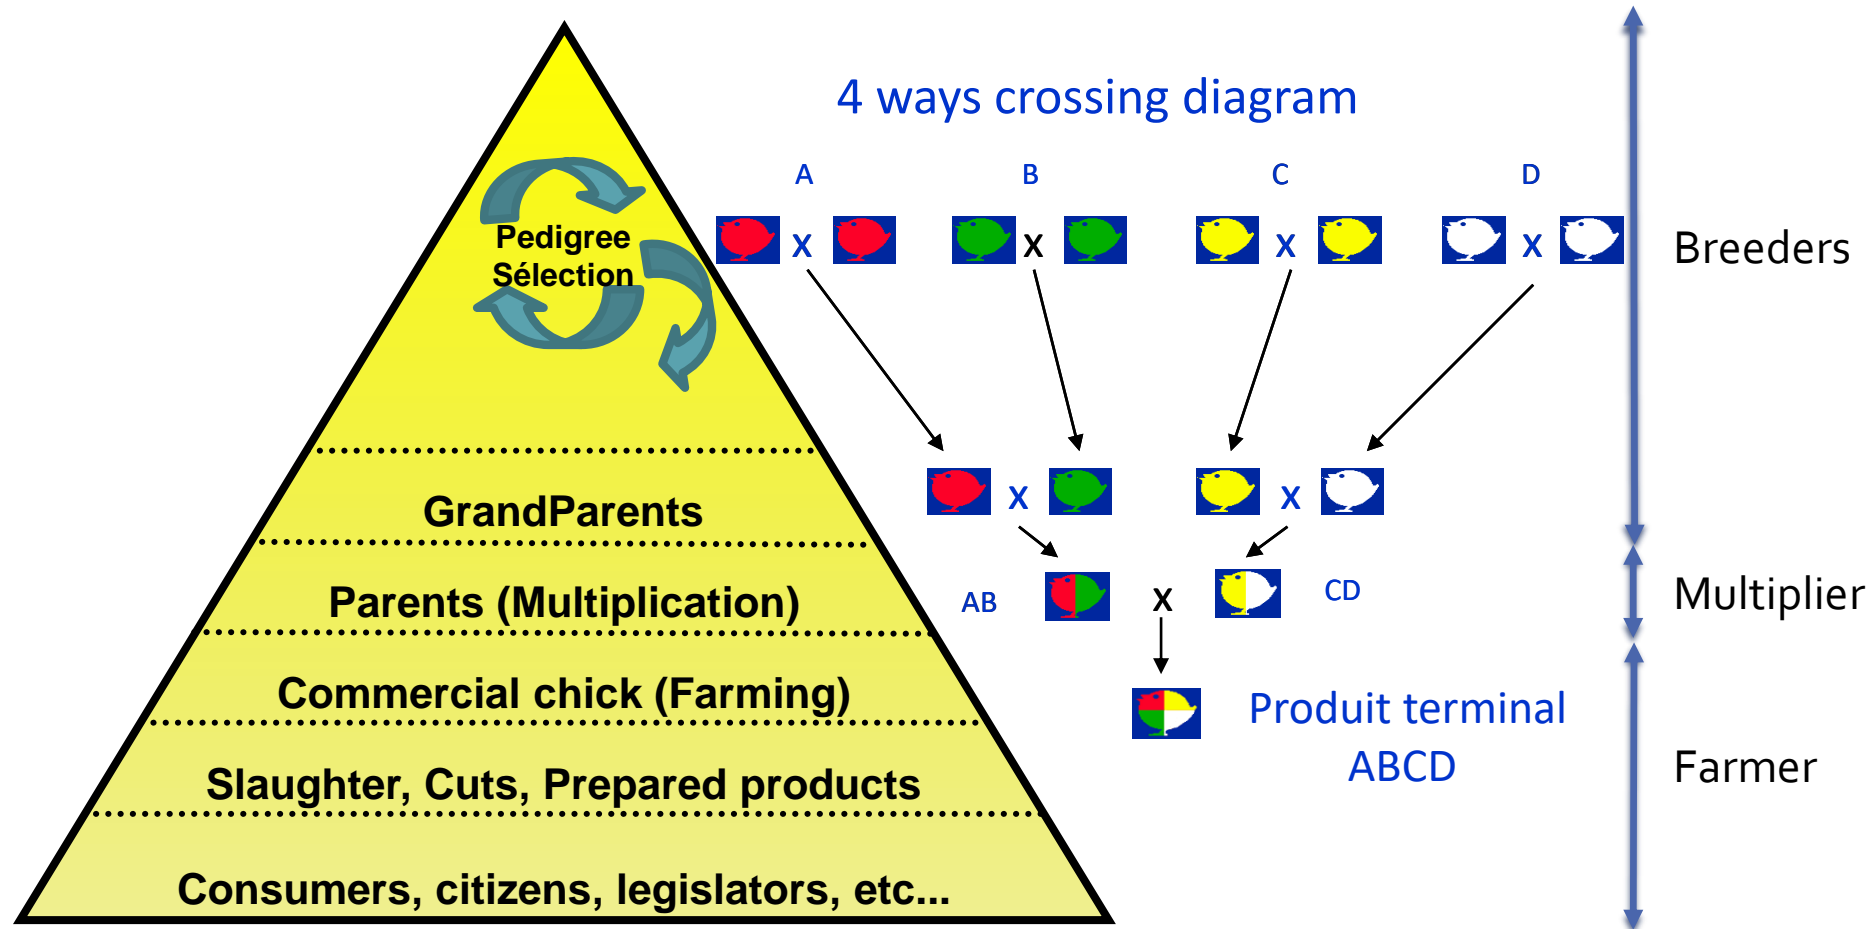 4 ways crossing diagram
A B C D
Pedigree
Sélection
X X X X
Breeders
GrandParents
X X
Parents (Multiplication)
AB X CD
Multiplier
Commercial chick (Farming)
Produit terminal
ABCD
Slaughter, Cuts, Prepared products
Farmer
Consumers, citizens, legislators, etc...